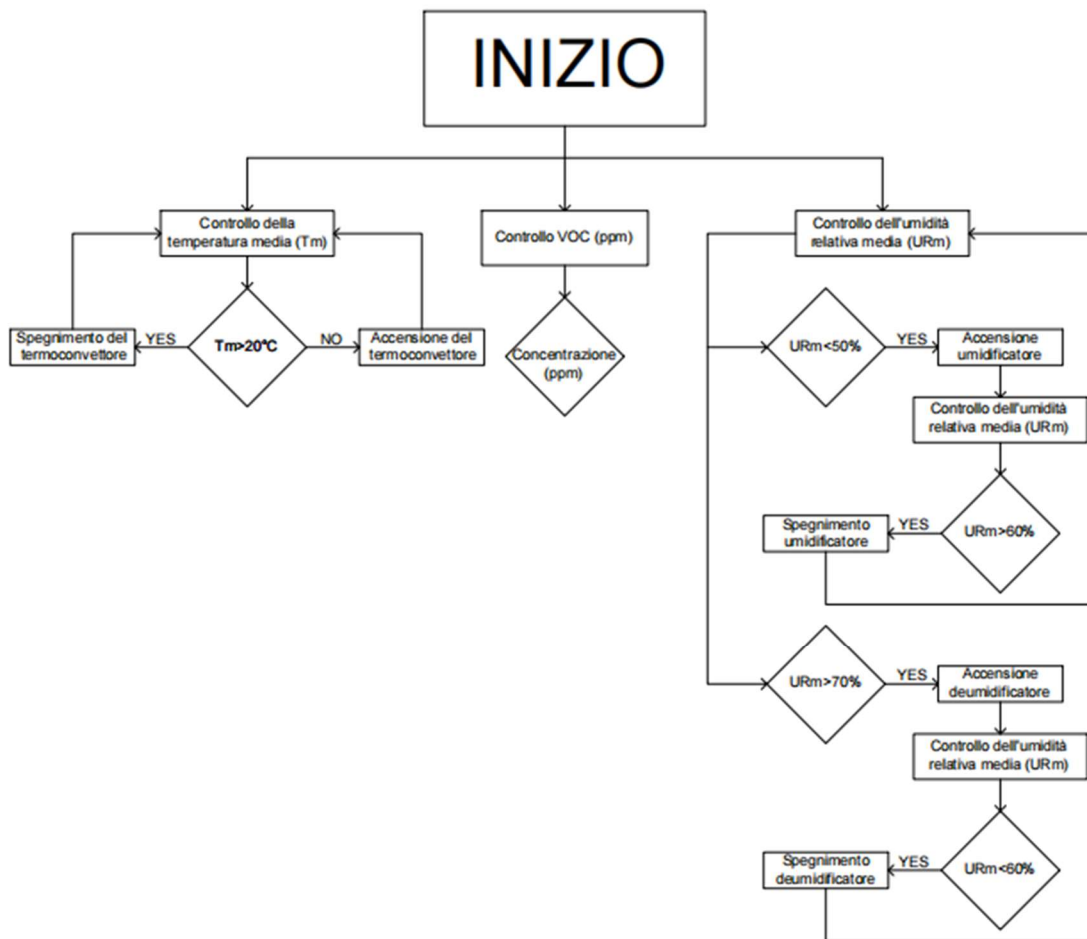 INIZIO
Controllo della
temperatura media (Tm)
Spegnimento del
termoconvettore
YES
Tm>20°C
NO
Accensione del
termoconvettore
Controllo VOC (ppm)
Concentrazione
(ppm)
Controllo dell'umidità
relativa media (URm)
URm<50%
YES
Accensione
umidificatore
Controllo dell'umidità
relativa media (URm)
URm>60%
YES
Spegnimento
umidificatore
URm>70%
YES
Accensione
deumidificatore
Controllo dell'umidità
relativa media (URm)
URm<60%
YES
Spegnimento
deumidificatore